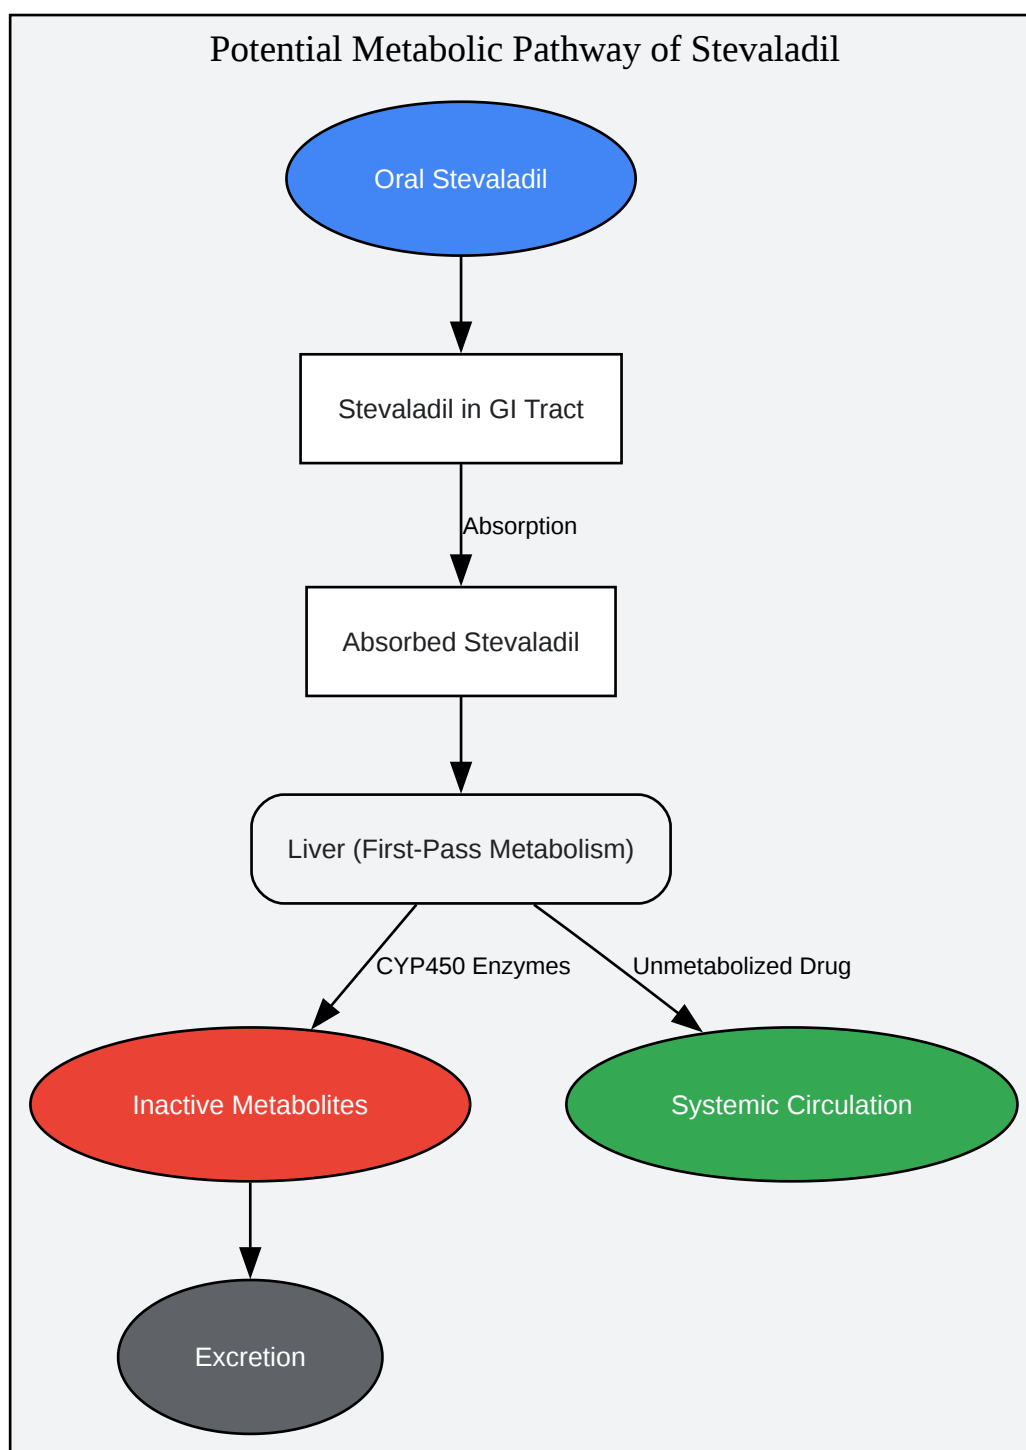 Potential Metabolic Pathway of Stevaladil
Oral Stevaladil
Stevaladil in GI Tract
Absorption
Absorbed Stevaladil
Liver (First-Pass Metabolism)
CYP450 Enzymes
Unmetabolized Drug
Inactive Metabolites
Systemic Circulation
Excretion